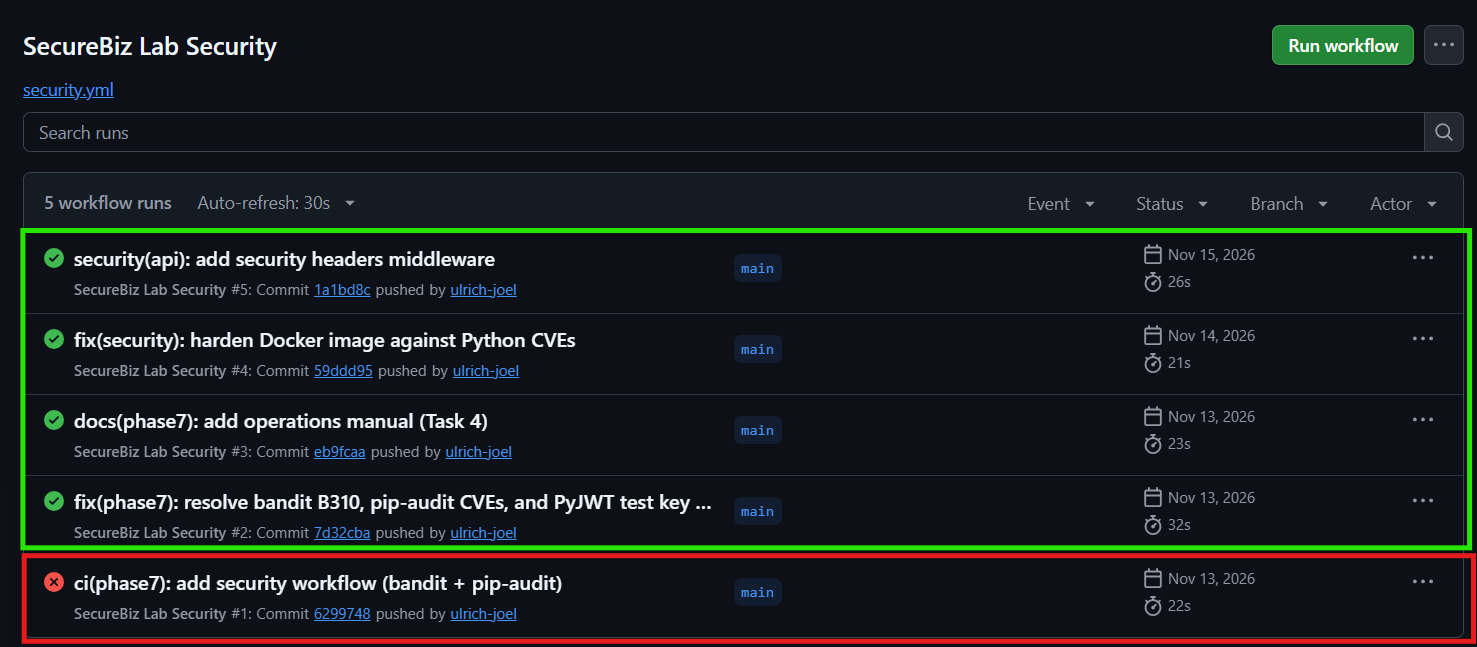 SecureBiz Lab Security
Run workflow
security.yml
Search runs
5 workflow runs Auto-refresh: 30s Event Status Branch Actor
security(api): add security headers middleware
main
Nov 15, 2026
SecureBiz Lab Security #5: Commit 1a1bd8c pushed by ulrich-joel
26s
fix(security): harden Docker image against Python CVEs
main
Nov 14, 2026
SecureBiz Lab Security #4: Commit 59ddd95 pushed by ulrich-joel
21s
docs(phase7): add operations manual (Task 4)
main
Nov 13, 2026
SecureBiz Lab Security #3: Commit eb9fcaa pushed by ulrich-joel
23s
fix(phase7): resolve bandit B310, pip-audit CVEs, and PyJWT test key ...
main
Nov 13, 2026
SecureBiz Lab Security #2: Commit 7d32cba pushed by ulrich-joel
32s
ci(phase7): add security workflow (bandit + pip-audit)
main
Nov 13, 2026
SecureBiz Lab Security #1: Commit 6299748 pushed by ulrich-joel
22s